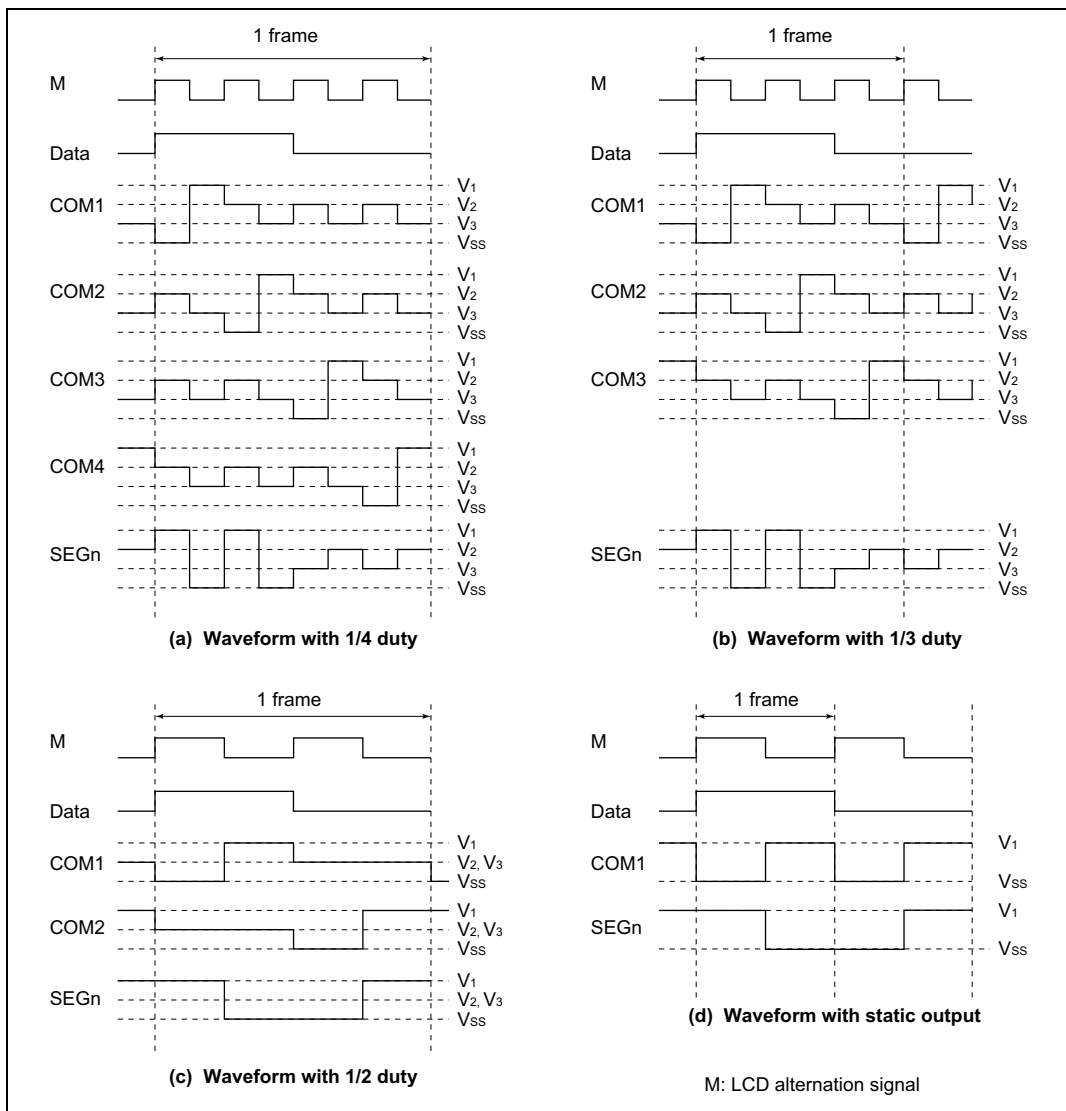 1 frame
M
Data
COM1
V1
V2
V3
VSS
COM2
V1
V2
V3
VSS
COM3
V1
V2
V3
VSS
COM4
V1
V2
V3
VSS
SEGn
V1
V2
V3
VSS
(a) Waveform with 1/4 duty
1 frame
M
Data
COM1
V1
V2
V3
VSS
COM2
V1
V2
V3
VSS
COM3
V1
V2
V3
VSS
SEGn
V1
V2
V3
VSS
(b) Waveform with 1/3 duty
1 frame
M
Data
COM1
V1
V2, V3
VSS
COM2
V1
V2, V3
VSS
SEGn
V1
V2, V3
VSS
(c) Waveform with 1/2 duty
1 frame
M
Data
COM1
V1
VSS
SEGn
V1
VSS
(d) Waveform with static output
M: LCD alternation signal